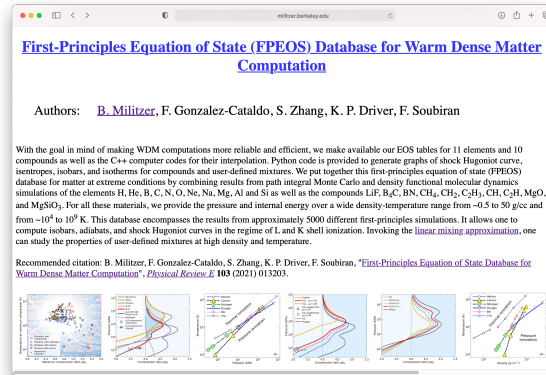 militzer.berkeley.edu
First-Principles Equation of State (FPEOS) Database for Warm Dense Matter
Computation
Authors: B. Militzer, F. Gonzalez-Cataldo, S. Zhang, K. P. Driver, F. Soubiran
With the goal in mind of making WDM computations more reliable and efficient, we make available our EOS tables for 11 elements and 10
compounds as well as the C++ computer codes for their interpolation. Python code is provided to generate graphs of shock Hugoniot curve,
isentropes, isobars, and isotherms for compounds and user-defined mixtures. We put together this first-principles equation of state (FPEOS)
database for matter at extreme conditions by combining results from path integral Monte Carlo and density functional molecular dynamics
simulations of the elements H, He, B, C, N, O, Ne, Na, Mg, Al and Si as well as the compounds LiF, B₄C, BN, CH₄, CH₂, C₂H₃, CH, C₂H, MgO,
and MgSiO₃. For all these materials, we provide the pressure and internal energy over a wide density-temperature range from ~0.5 to 50 g/cc and
from ~10⁴ to 10⁹ K. This database encompasses the results from approximately 5000 different first-principles simulations. It allows one to
compute isobars, adiabats, and shock Hugoniot curves in the regime of L and K shell ionization. Invoking the linear mixing approximation, one
can study the properties of user-defined mixtures at high density and temperature.
Recommended citation: B. Militzer, F. Gonzalez-Cataldo, S. Zhang, K. P. Driver, F. Soubiran, "First-Principles Equation of State Database for
Warm Dense Matter Computation", Physical Review E 103 (2021) 013203.